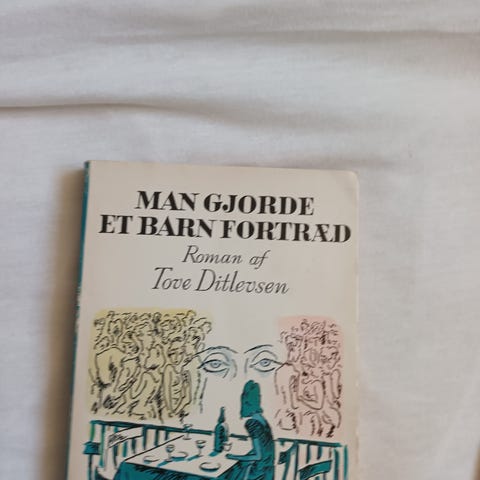 MAN GJORDE
ET BARN FORTRÆD
Roman af
Tove Ditlevsen